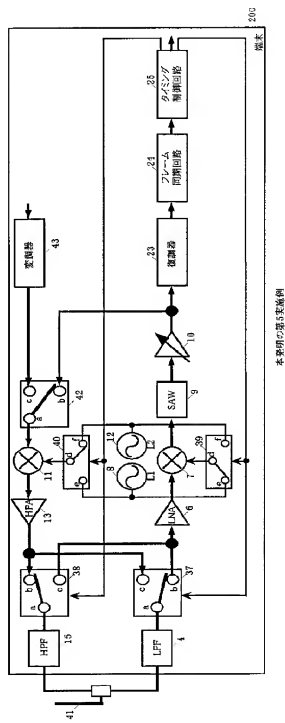 200
端末
25
タイミング
制御回路
24
フレーム
同期回路
23
復調器
43
変調器
10
c
b
a
42
9
SAW
11
40
f
d
e
12
L2
8
L1
7
39
f
d
e
13
HPA
6
LNA
b
c
a
38
c
b
a
37
15
HPF
4
LPF
41
本発明の第5実施例